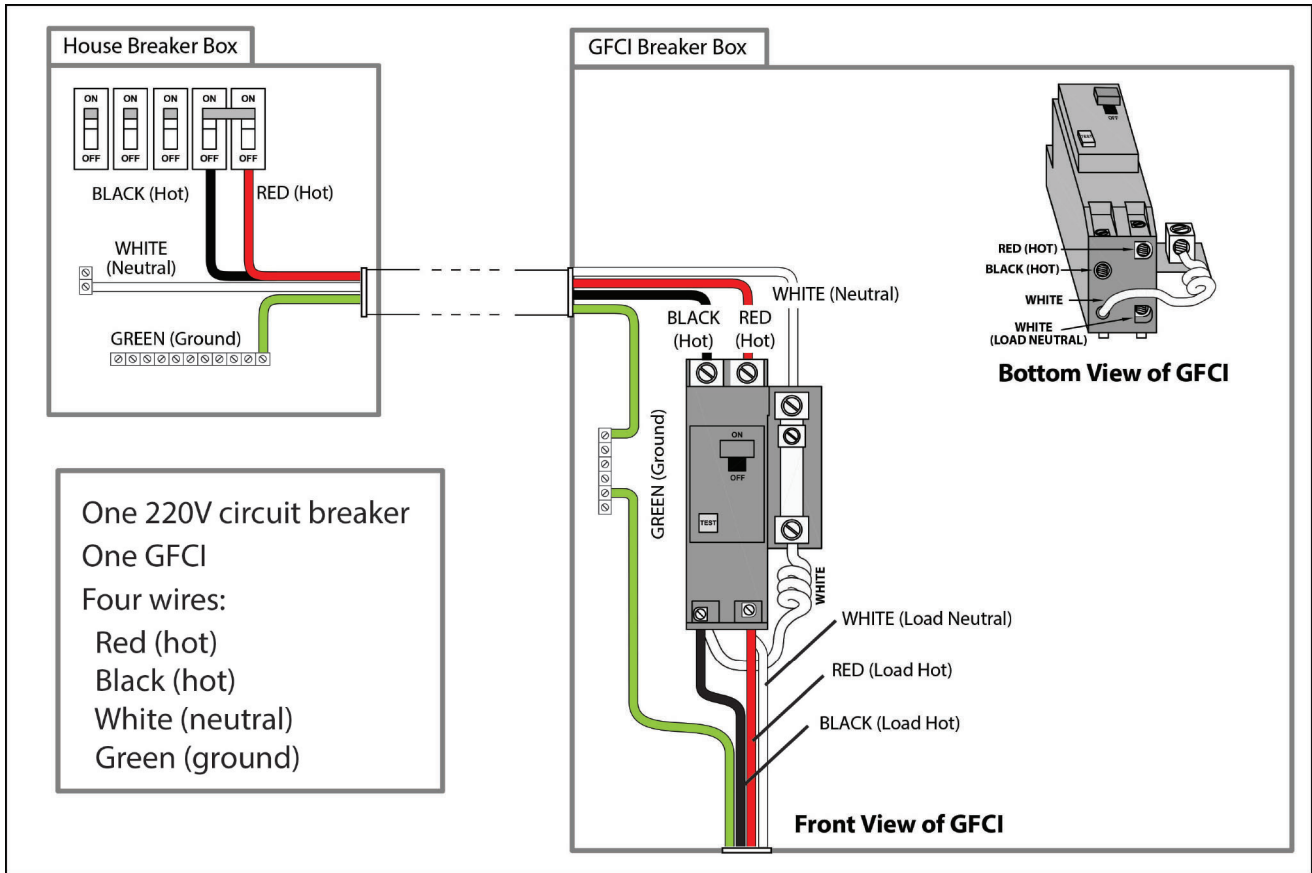 House Breaker Box
ON
ON
ON
ON
ON
OFF
OFF
OFF
OFF
OFF
BLACK (Hot)
RED (Hot)
WHITE
(Neutral)
GREEN (Ground)
One 220V circuit breaker
One GFCI
Four wires:
Red (hot)
Black (hot)
White (neutral)
Green (ground)
GFCI Breaker Box
WHITE (Neutral)
BLACK
(Hot)
RED
(Hot)
GREEN (Ground)
ON
OFF
TEST
WHITE
WHITE (Load Neutral)
RED (Load Hot)
BLACK (Load Hot)
Front View of GFCI
OFF
TEST
RED (HOT)
BLACK (HOT)
WHITE
WHITE
(LOAD NEUTRAL)
Bottom View of GFCI